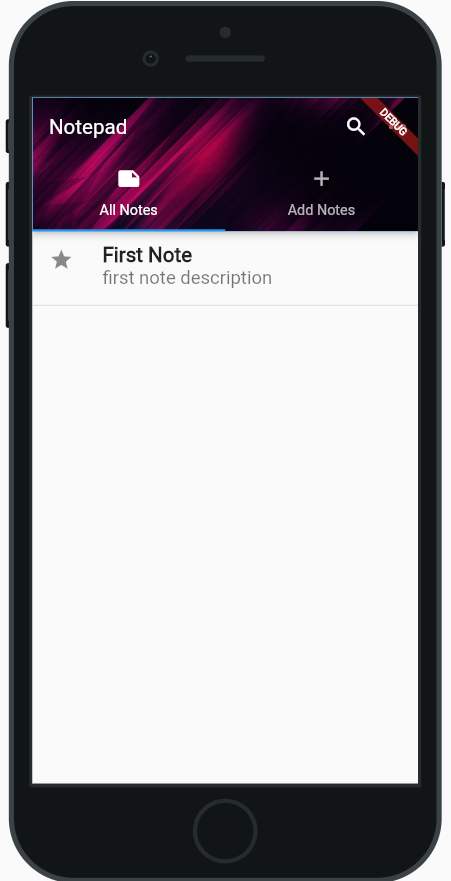 Notepad
DEBUG
All Notes
Add Notes
First Note
first note description